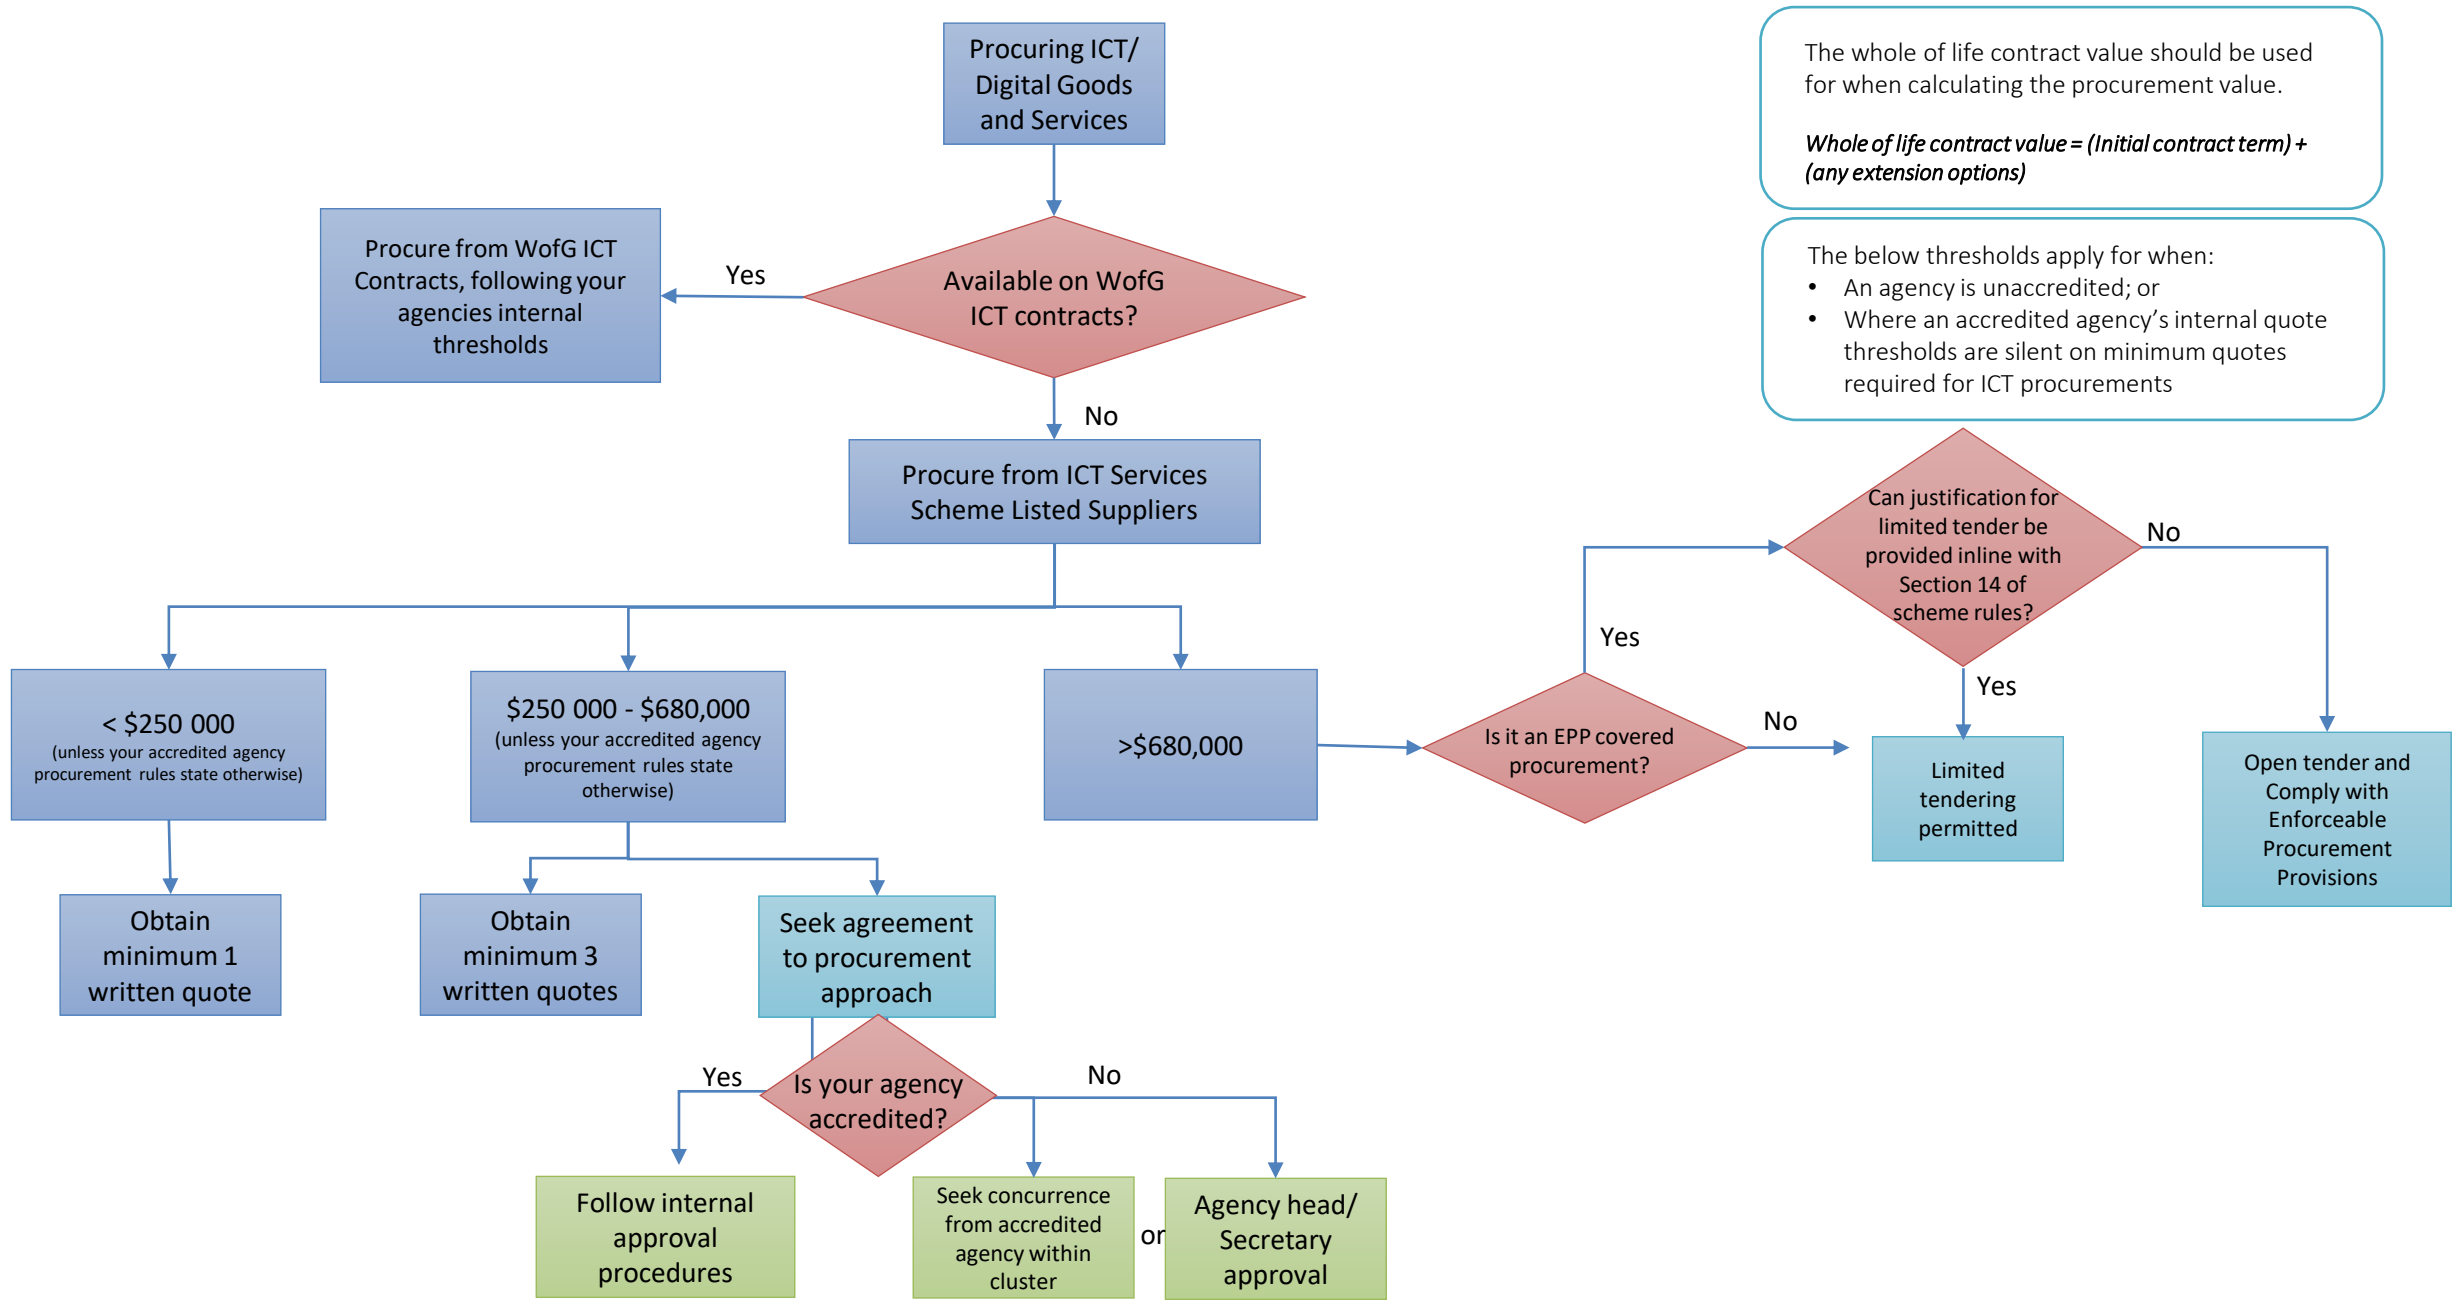 Procuring ICT/
Digital Goods
and Services
The whole of life contract value should be used
for when calculating the procurement value.
Whole of life contract value = (Initial contract term) +
(any extension options)
Procure from WofG ICT
Contracts, following your
agencies internal
thresholds
Yes
Available on WofG
ICT contracts?
The below thresholds apply for when:
• An agency is unaccredited; or
• Where an accredited agency’s internal quote
thresholds are silent on minimum quotes
required for ICT procurements
No
Procure from ICT Services
Scheme Listed Suppliers
Can justification for
limited tender be
provided inline with
Section 14 of
scheme rules?
No
Yes
Yes
< $250 000
(unless your accredited agency
procurement rules state otherwise)
$250 000 - $680,000
(unless your accredited agency
procurement rules state
otherwise)
>$680,000
Is it an EPP covered
procurement?
No
Limited
tendering
permitted
Open tender and
Comply with
Enforceable
Procurement
Provisions
Obtain
minimum 1
written quote
Obtain
minimum 3
written quotes
Seek agreement
to procurement
approach
Yes
Is your agency
accredited?
No
Follow internal
approval
procedures
Seek concurrence
from accredited
agency within
cluster
or
Agency head/
Secretary
approval